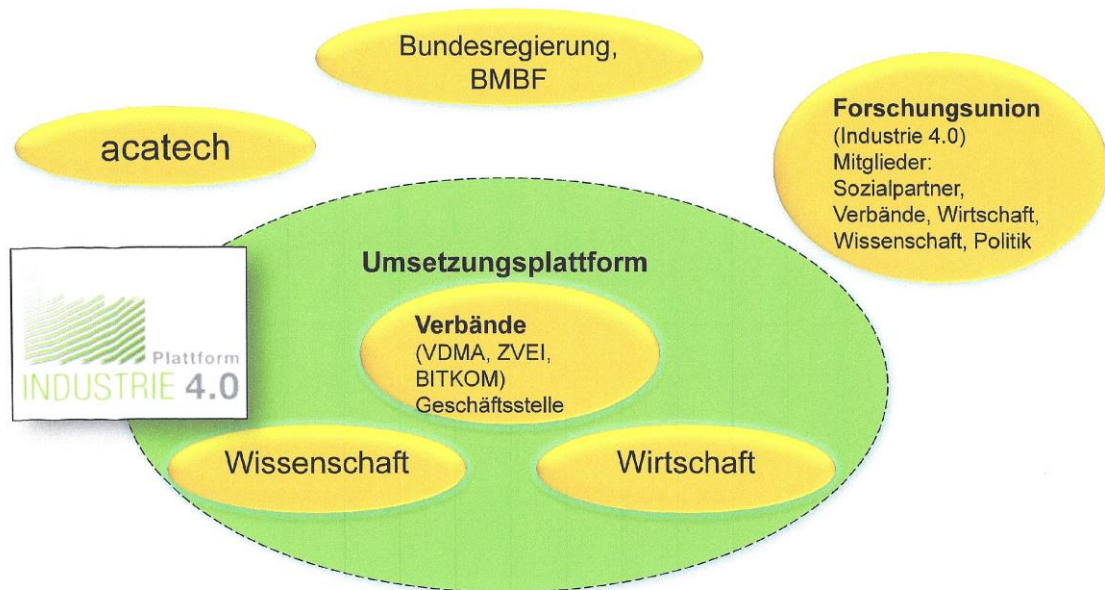 Bundesregierung,
BMBF
acatech
Forschungsunion
(Industrie 4.0)
Mitglieder:
Sozialpartner,
Verbände, Wirtschaft,
Wissenschaft, Politik
Umsetzungsplattform
Plattform
INDUSTRIE 4.0
Verbände
(VDMA, ZVEI,
BITKOM)
Geschäftsstelle
Wissenschaft
Wirtschaft